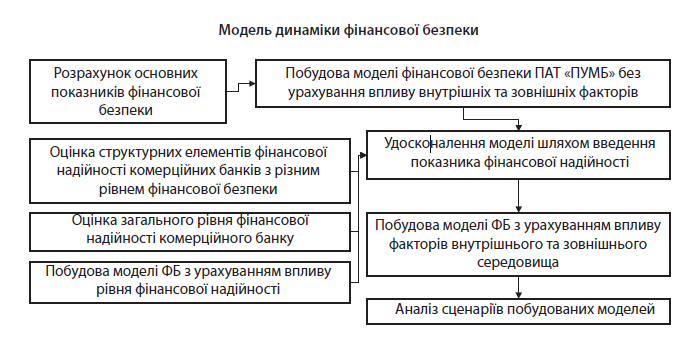 Модель динаміки фінансової безпеки
Розрахунок основних
показників фінансової
безпеки
Побудова моделі фінансової безпеки ПАТ «ПУМБ» без
урахування впливу внутрішніх та зовнішніх факторів
Оцінка структурних елементів фінансової
надійності комерційних банків з різним
рівнем фінансової безпеки
Оцінка загального рівня фінансової
надійності комерційного банку
Побудова моделі ФБ з урахуванням впливу
рівня фінансової надійності
Удосконалення моделі шляхом введення
показника фінансової надійності
Побудова моделі ФБ з урахуванням впливу
факторів внутрішнього та зовнішнього
середовища
Аналіз сценаріїв побудованих моделей